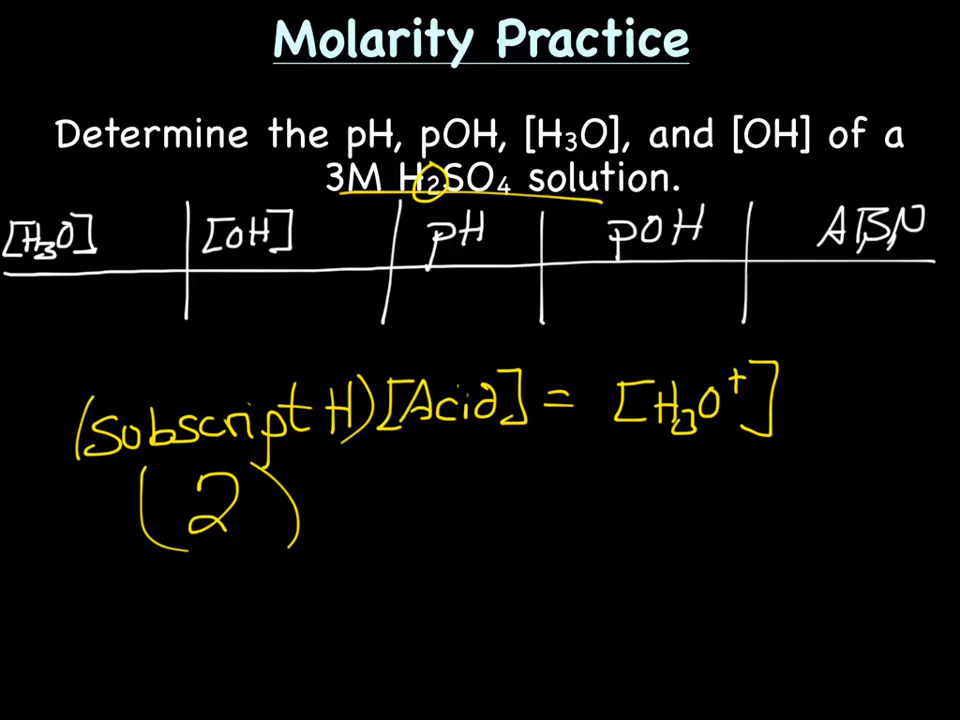 Molarity Practice
Determine the pH, pOH, [H₃O], and [OH] of a
3M H₂SO₄ solution.
[H₃O] [OH] pH pOH A,B,N
(Subscript H)[Acid] = [H₃O⁺]
(2)